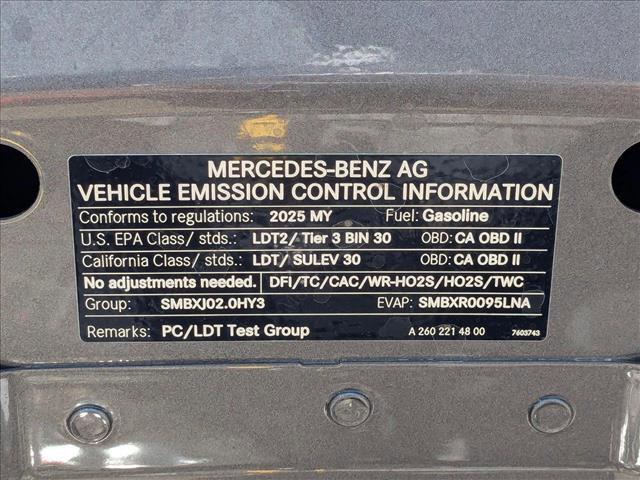 MERCEDES-BENZ AG
VEHICLE EMISSION CONTROL INFORMATION
Conforms to regulations: 2025 MY Fuel: Gasoline
U.S. EPA Class/ stds.: LDT2/ Tier 3 BIN 30 OBD: CA OBD II
California Class/ stds.: LDT/ SULEV 30 OBD: CA OBD II
No adjustments needed. DFI/TC/CAC/WR-HO2S/HO2S/TWC
Group: SMBXJ02.0HY3 EVAP: SMBXR0095LNA
Remarks: PC/LDT Test Group A 260 221 48 00 7603743